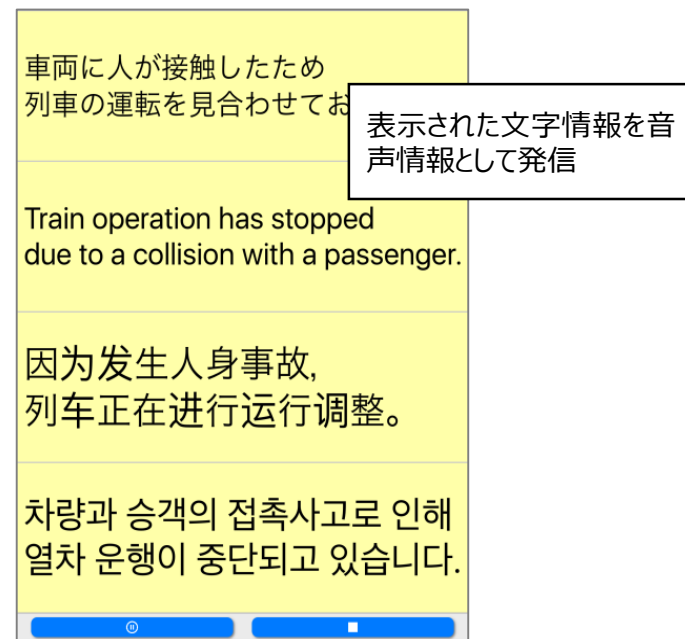 車両に人が接触したため
列車の運転を見合わせてお
表示された文字情報を音
声情報として発信
Train operation has stopped
due to a collision with a passenger.
因为发生人身事故,
列车正在进行运行调整。
차량과 승객의 접촉사고로 인해
열차 운행이 중단되고 있습니다.